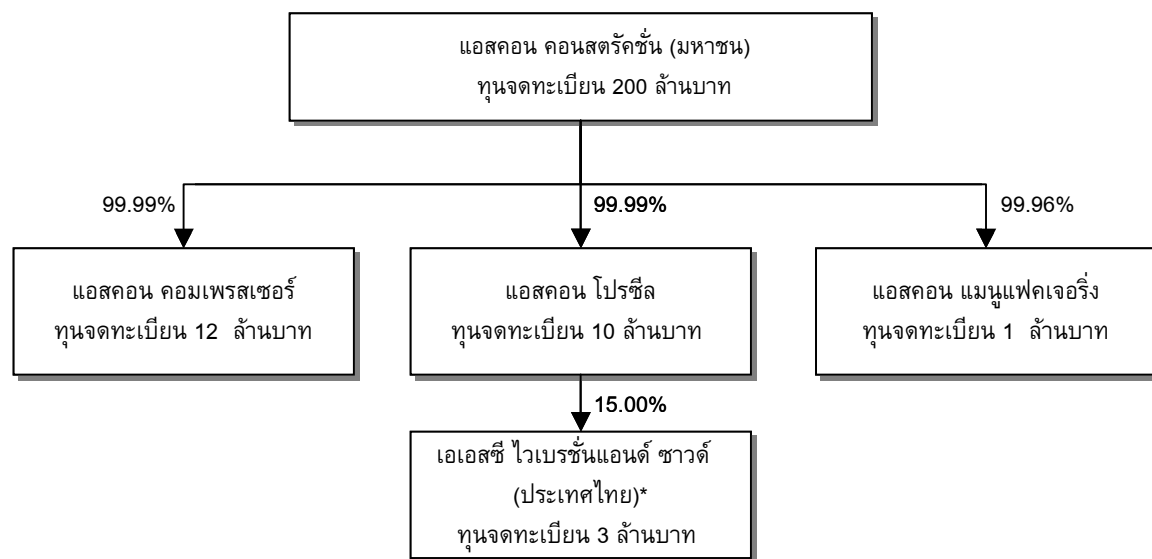 แอสคอน คอนสตรัคชั่น (มหาชน)
ทุนจดทะเบียน 200 ล้านบาท
99.99%
99.99%
99.96%
แอสคอน คอมเพรสเซอร์
ทุนจดทะเบียน 12 ล้านบาท
แอสคอน โปรซีล
ทุนจดทะเบียน 10 ล้านบาท
แอสคอน แมนูแฟคเจอริ่ง
ทุนจดทะเบียน 1 ล้านบาท
15.00%
เอเอสซี ไวเบรชั่นแอนด์ ซาวด์
(ประเทศไทย)*
ทุนจดทะเบียน 3 ล้านบาท